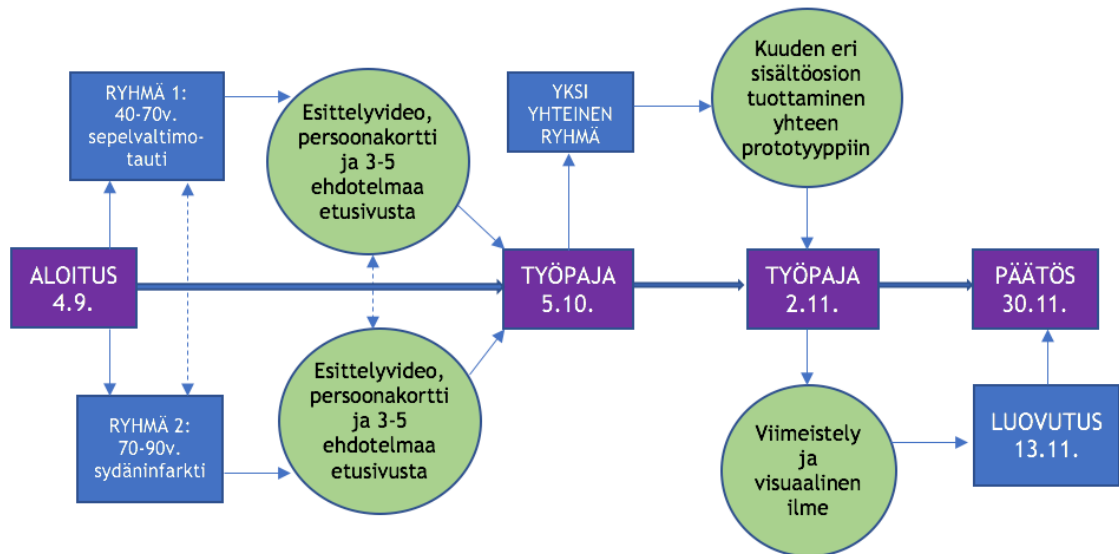 RYHMÄ 1:
40-70v.
sepelvaltimo-
tauti
Esittelyvideo,
persoonakortti
ja 3-5
ehdotelmaa
etusivusta
YKSI
YHTEINEN
RYHMÄ
Kuuden eri
sisältöosion
tuottaminen
yhteen
prototyyppiin
ALOITUS
4.9.
TYÖPAJA
5.10.
TYÖPAJA
2.11.
PÄÄTÖS
30.11.
RYHMÄ 2:
70-90v.
sydäninfarkti
Esittelyvideo,
persoonakortti
ja 3-5
ehdotelmaa
etusivusta
Viimeistely
ja
visuaalinen
ilme
LUOVUTUS
13.11.